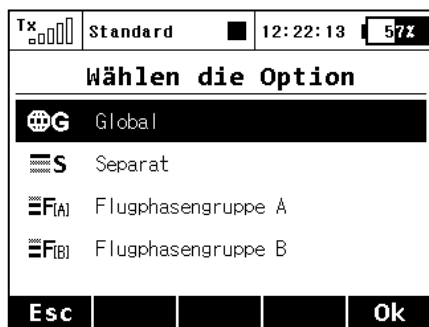 Tx Standard 12:22:13 57%
Wählen die Option
G Global
S Separat
F[A] Flugphasengruppe A
F[B] Flugphasengruppe B
Esc Ok